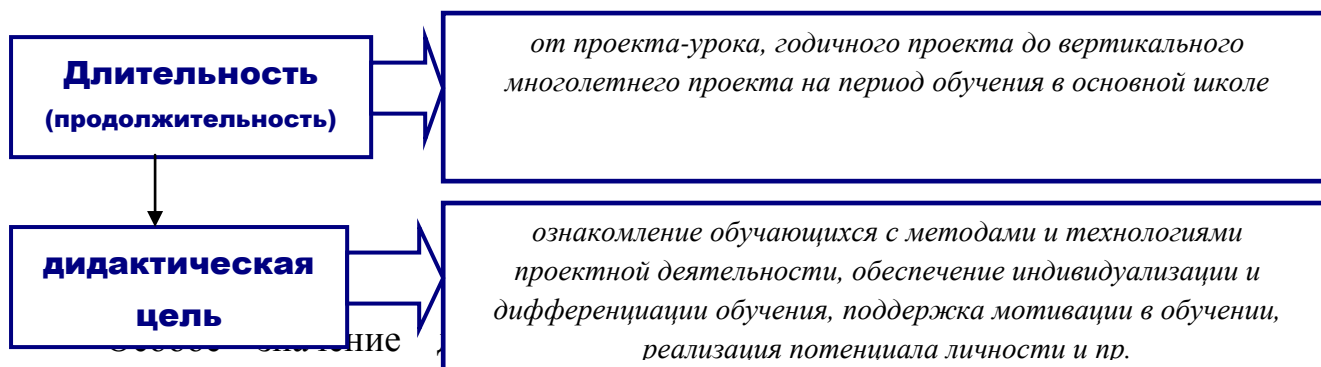 Длительность
(продолжительность)
от проекта-урока, годичного проекта до вертикального
многолетнего проекта на период обучения в основной школе
дидактическая
цель
ознакомление обучающихся с методами и технологиями
проектной деятельности, обеспечение индивидуализации и
дифференциации обучения, поддержка мотивации в обучении,
реализация потенциала личности и пр.
значение